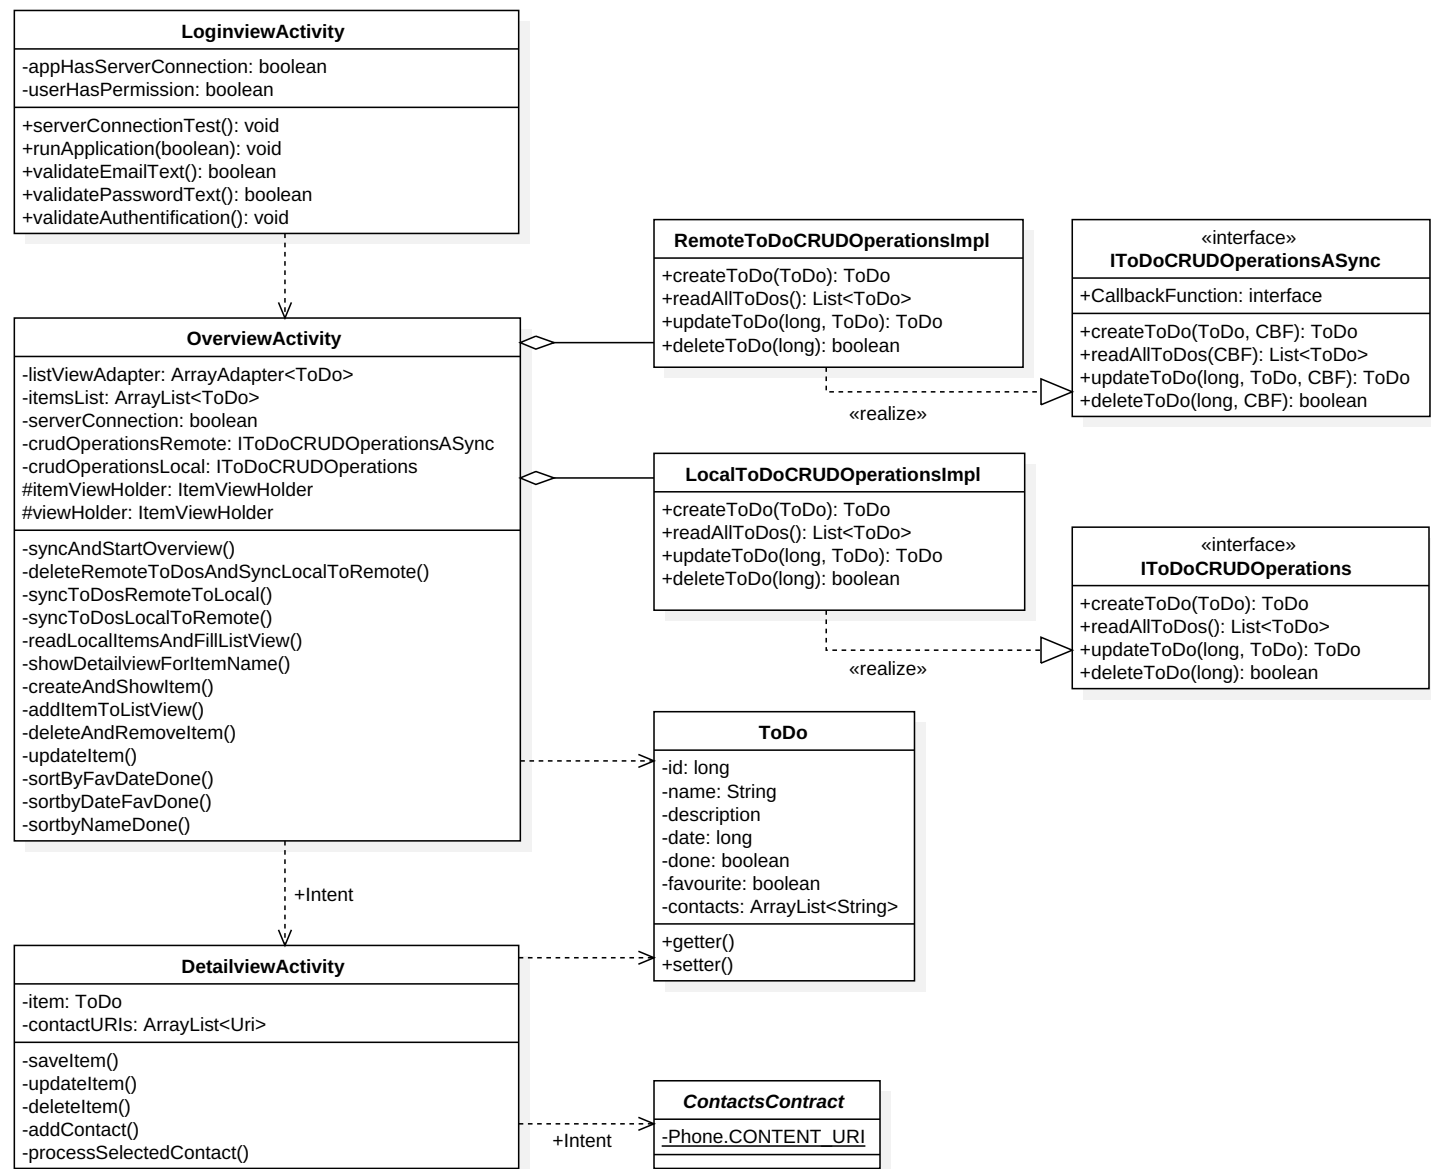 LoginviewActivity
-appHasServerConnection: boolean
-userHasPermission: boolean
+serverConnectionTest(): void
+runApplication(boolean): void
+validateEmailText(): boolean
+validatePasswordText(): boolean
+validateAuthentification(): void
OverviewActivity
-listViewAdapter: ArrayAdapter<ToDo>
-itemsList: ArrayList<ToDo>
-serverConnection: boolean
-crudOperationsRemote: IToDoCRUDOperationsASync
-crudOperationsLocal: IToDoCRUDOperations
#itemViewHolder: ItemViewHolder
#viewHolder: ItemViewHolder
-syncAndStartOverview()
-deleteRemoteToDosAndSyncLocalToRemote()
-syncToDosRemoteToLocal()
-syncToDosLocalToRemote()
-readLocalItemsAndFillListView()
-showDetailviewForItemName()
-createAndShowItem()
-addItemToListView()
-deleteAndRemoveItem()
-updateItem()
-sortByFavDateDone()
-sortbyDateFavDone()
-sortbyNameDone()
+Intent
DetailviewActivity
-item: ToDo
-contactURIs: ArrayList<Uri>
-saveItem()
-updateItem()
-deleteItem()
-addContact()
-processSelectedContact()
RemoteToDoCRUDOperationsImpl
+createToDo(ToDo): ToDo
+readAllToDos(): List<ToDo>
+updateToDo(long, ToDo): ToDo
+deleteToDo(long): boolean
«realize»
«interface»
IToDoCRUDOperationsASync
+CallbackFunction: interface
+createToDo(ToDo, CBF): ToDo
+readAllToDos(CBF): List<ToDo>
+updateToDo(long, ToDo, CBF): ToDo
+deleteToDo(long, CBF): boolean
LocalToDoCRUDOperationsImpl
+createToDo(ToDo): ToDo
+readAllToDos(): List<ToDo>
+updateToDo(long, ToDo): ToDo
+deleteToDo(long): boolean
«realize»
«interface»
IToDoCRUDOperations
+createToDo(ToDo): ToDo
+readAllToDos(): List<ToDo>
+updateToDo(long, ToDo): ToDo
+deleteToDo(long): boolean
ToDo
-id: long
-name: String
-description
-date: long
-done: boolean
-favourite: boolean
-contacts: ArrayList<String>
+getter()
+setter()
+Intent
ContactsContract
-Phone.CONTENT_URI